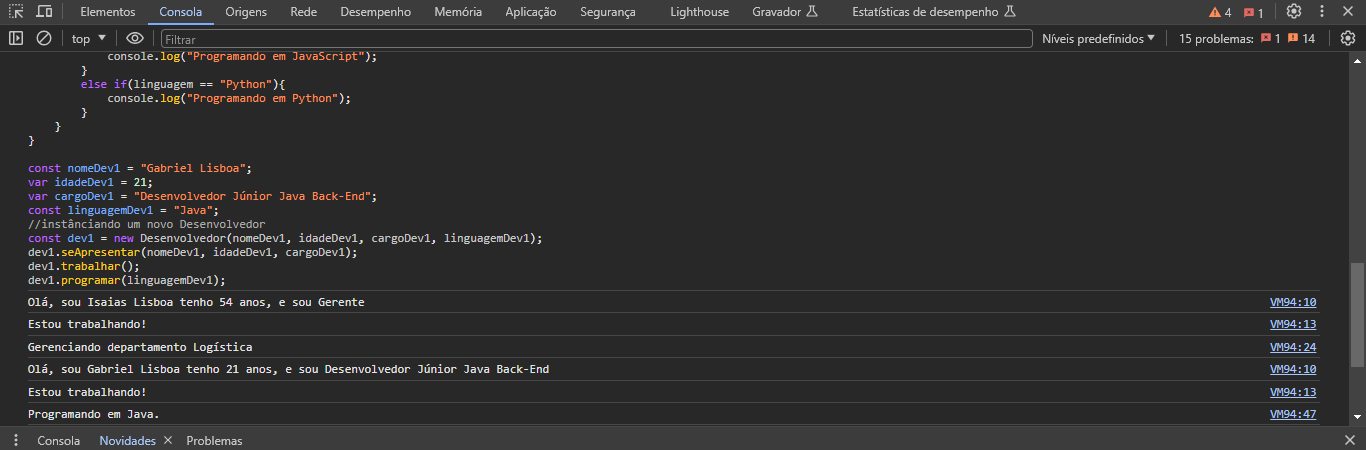 Elementos Consola Origens Rede Desempenho Memória Aplicação Segurança Lighthouse Gravador Estatísticas de desempenho 4 1
top Filtrar Níveis predefinidos 15 problemas: 1 14
console.log("Programando em JavaScript");
}
else if(linguagem == "Python"){
console.log("Programando em Python");
}
}
}
const nomeDev1 = "Gabriel Lisboa";
var idadeDev1 = 21;
var cargoDev1 = "Desenvolvedor Júnior Java Back-End";
const linguagemDev1 = "Java";
//instânciando um novo Desenvolvedor
const dev1 = new Desenvolvedor(nomeDev1, idadeDev1, cargoDev1, linguagemDev1);
dev1.seApresentar(nomeDev1, idadeDev1, cargoDev1);
dev1.trabalhar();
dev1.programar(linguagemDev1);
Olá, sou Isaias Lisboa tenho 54 anos, e sou Gerente VM94:10
Estou trabalhando! VM94:13
Gerenciando departamento Logística VM94:24
Olá, sou Gabriel Lisboa tenho 21 anos, e sou Desenvolvedor Júnior Java Back-End VM94:10
Estou trabalhando! VM94:13
Programando em Java. VM94:47
Consola Novidades Problemas